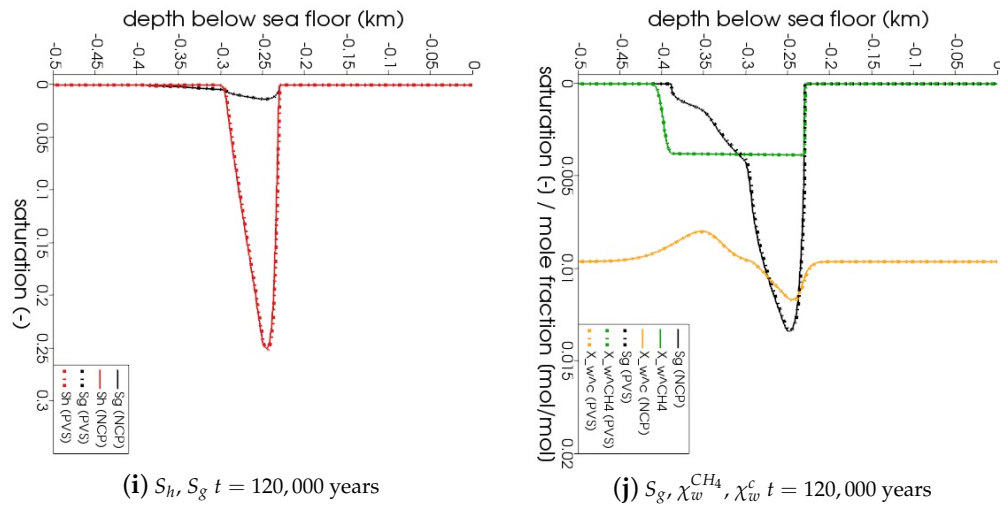 depth below sea floor (km)
-0.5
-0.45
-0.4
-0.35
-0.3
-0.25
-0.2
-0.15
-0.1
-0.05
0
0
0.05
0.1
0.15
0.2
0.25
0.3
saturation (-)
Sg (NCP)
Sh (NCP)
Sg (PVS)
Sh (PVS)
(i) S_h, S_g t = 120,000 years
depth below sea floor (km)
-0.5
-0.45
-0.4
-0.35
-0.3
-0.25
-0.2
-0.15
-0.1
-0.05
0
0
0.005
0.01
0.015
0.02
saturation (-) / mole fraction (mol/mol)
Sg (NCP)
X_w^CH4
X_w^c (NCP)
Sg (PVS)
X_w^CH4 (PVS)
X_w^c (PVS)
(j) S_g, χ_w^{CH_4}, χ_w^c t = 120,000 years